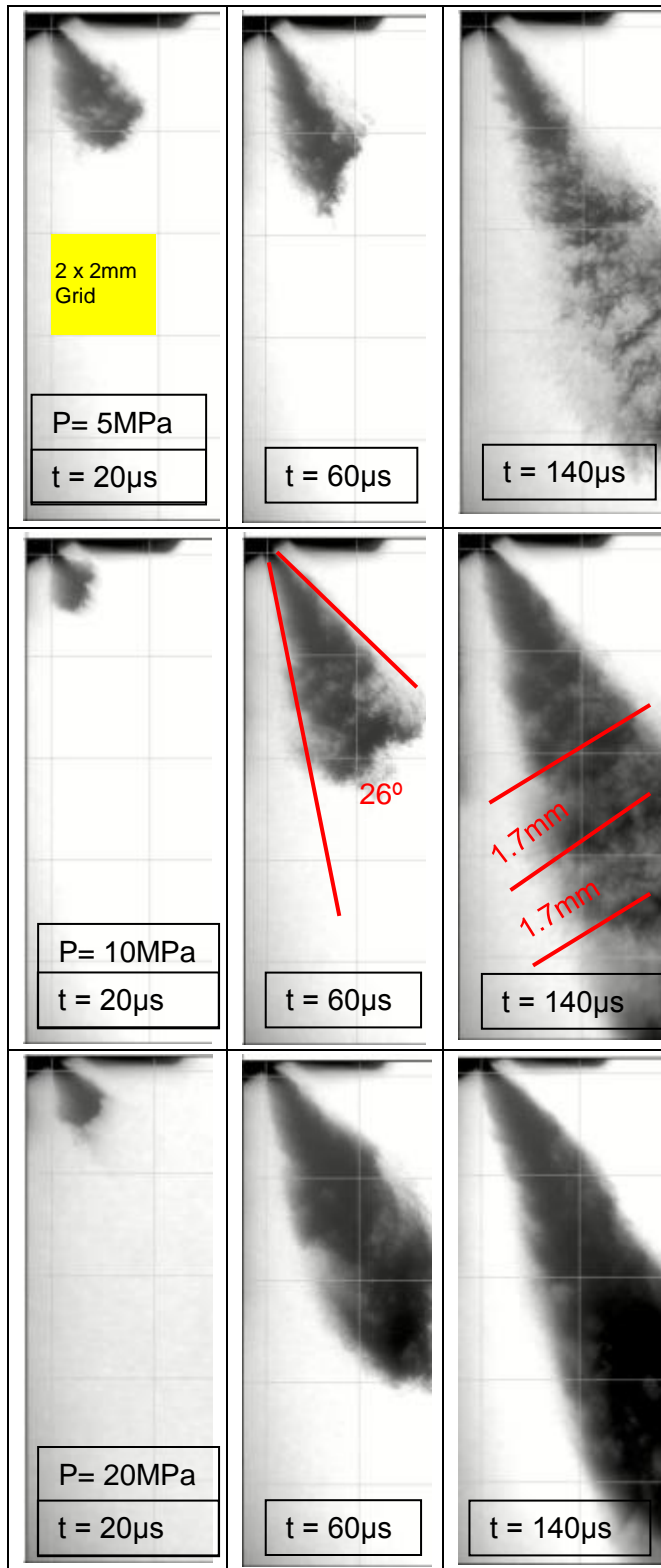 2 x 2mm
Grid
P= 5MPa
t = 20µs
t = 60µs
t = 140µs
26º
1.7mm
1.7mm
P= 10MPa
t = 20µs
t = 60µs
t = 140µs
P= 20MPa
t = 20µs
t = 60µs
t = 140µs